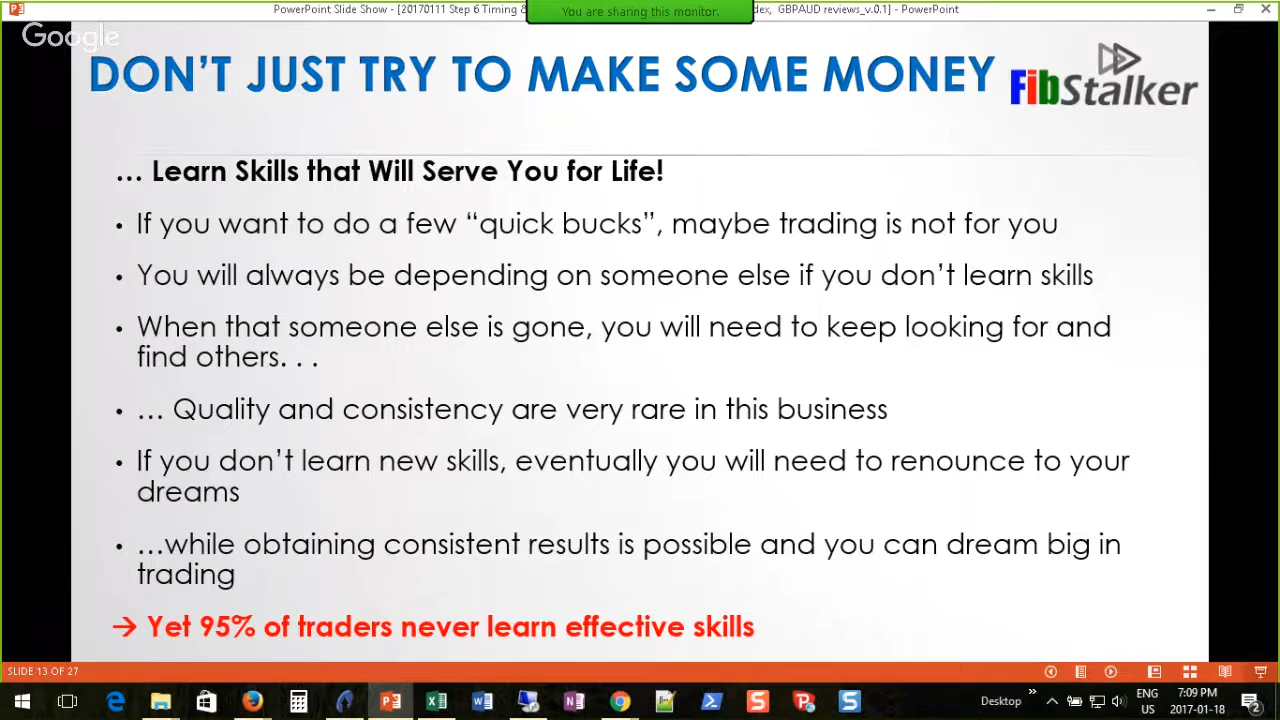 PowerPoint Slide Show - [20170111 Step 6 Timing &
You are sharing this monitor.
dex, GBPAUD reviews_v.0.1] - PowerPoint
Google
DON’T JUST TRY TO MAKE SOME MONEY
FibStalker
... Learn Skills that Will Serve You for Life!
• If you want to do a few “quick bucks”, maybe trading is not for you
• You will always be depending on someone else if you don’t learn skills
• When that someone else is gone, you will need to keep looking for and
find others. . .
• ... Quality and consistency are very rare in this business
• If you don’t learn new skills, eventually you will need to renounce to your
dreams
• ...while obtaining consistent results is possible and you can dream big in
trading
→ Yet 95% of traders never learn effective skills
SLIDE 13 OF 27
Desktop
ENG
US
7:09 PM
2017-01-18
2